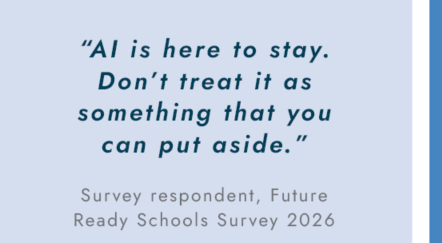 “AI is here to stay.
Don’t treat it as
something that you
can put aside.”
Survey respondent, Future
Ready Schools Survey 2026